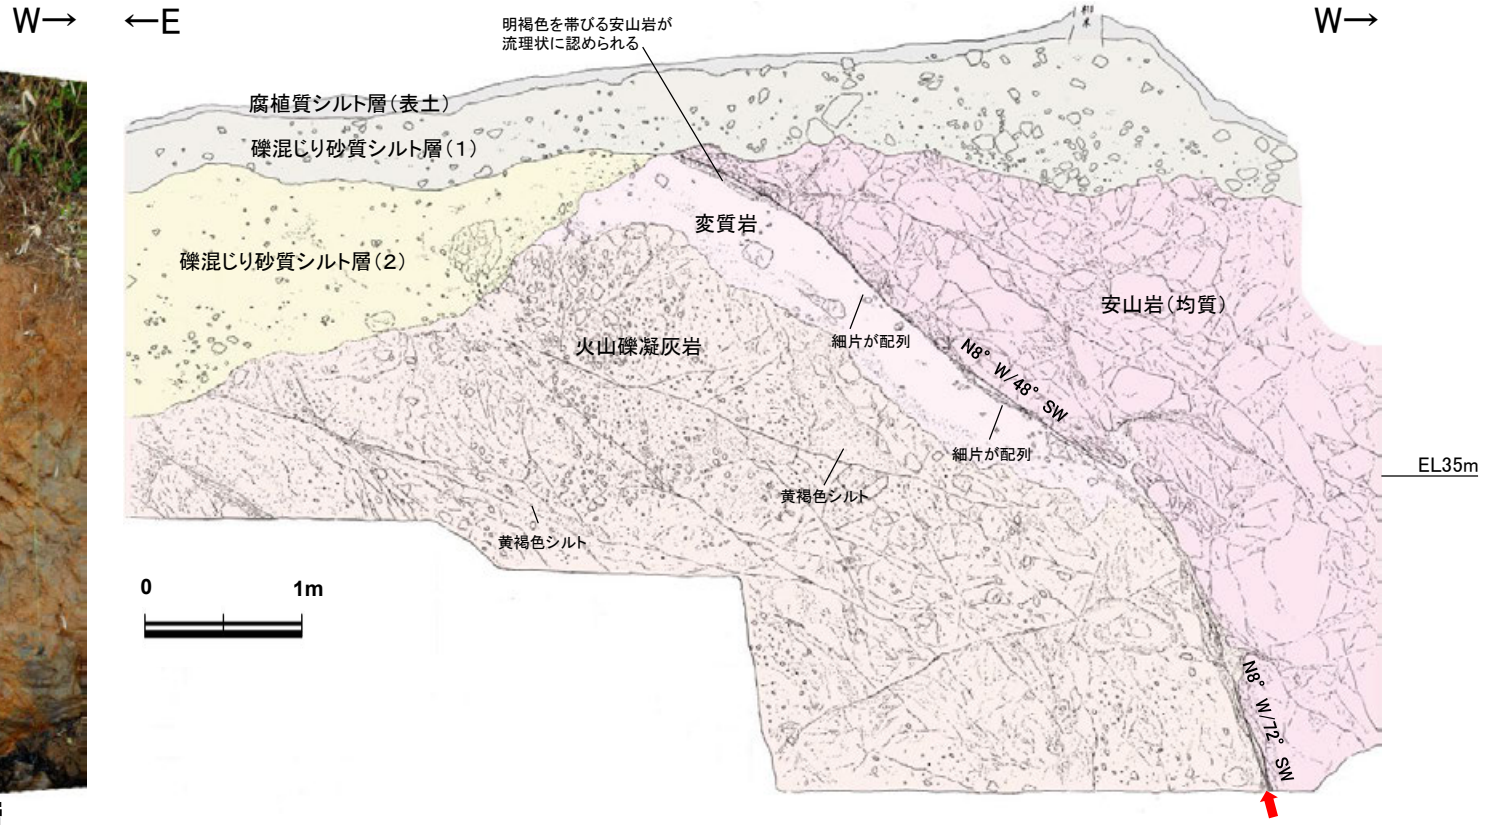 W→
←E
W→
明褐色を帯びる安山岩が
流理状に認められる
腐植質シルト層(表土)
礫混じり砂質シルト層(1)
変質岩
礫混じり砂質シルト層(2)
安山岩(均質)
細片が配列
火山礫凝灰岩
N8° W/48° SW
細片が配列
EL35m
黄褐色シルト
黄褐色シルト
0 1m
N8° W/72° SW